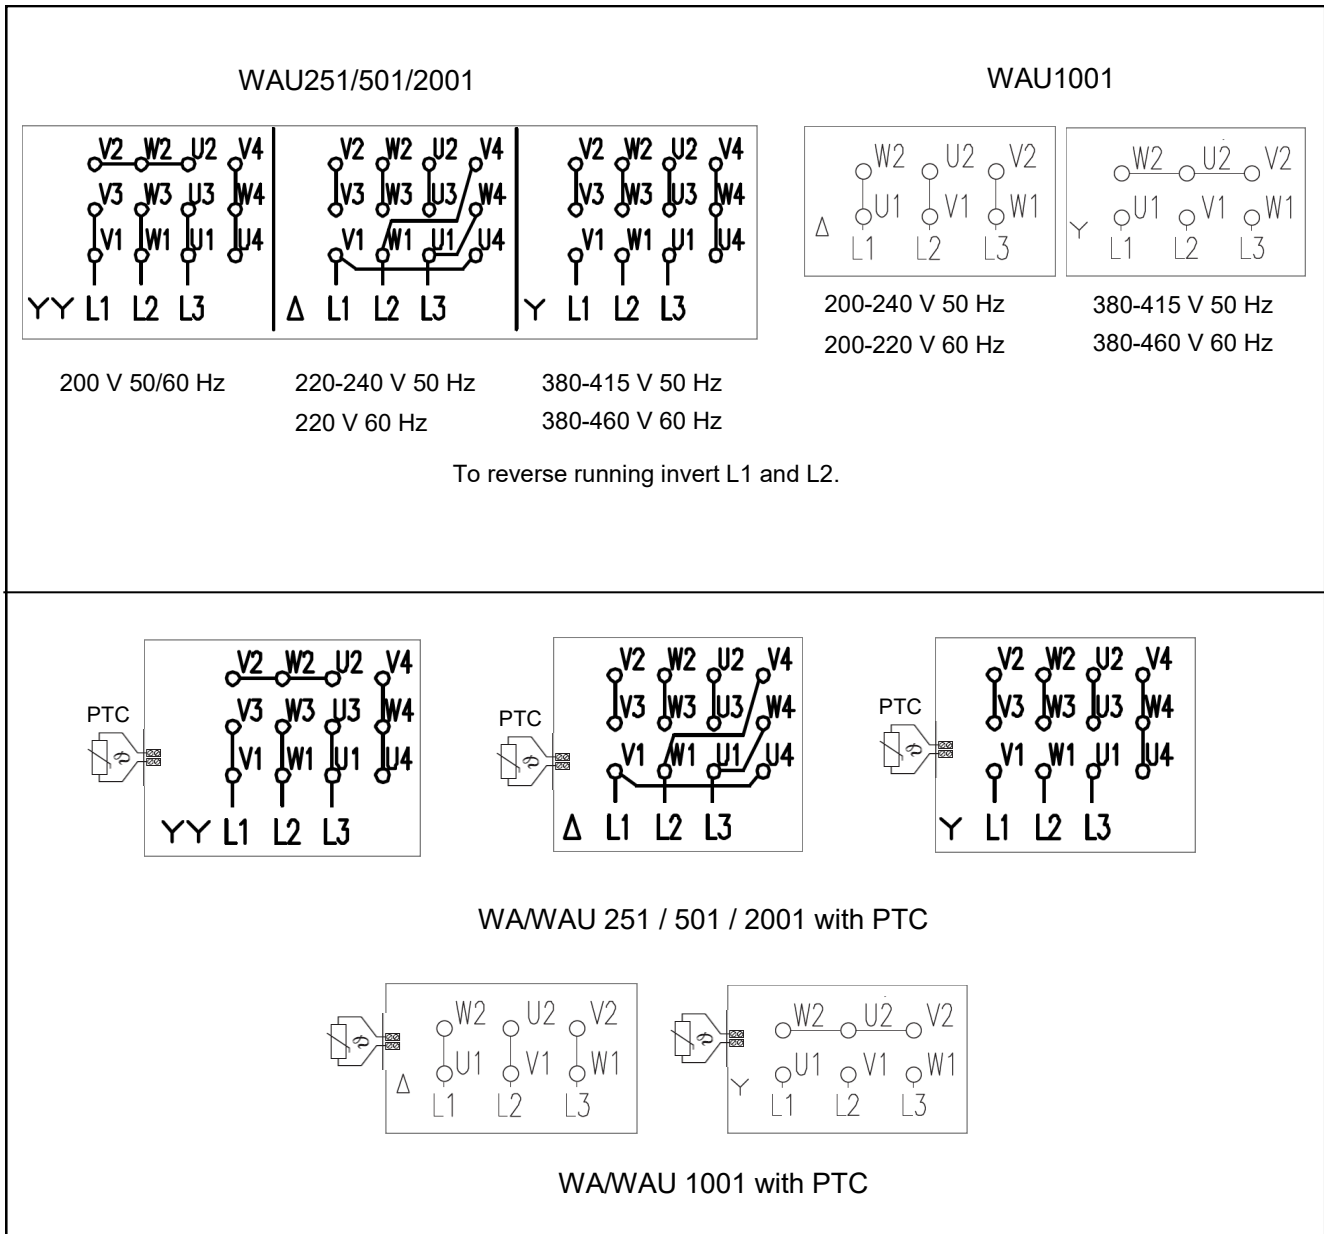 WAU251/501/2001
WAU1001
V2 W2 U2 V4
V3 W3 U3 W4
V1 W1 U1 U4
YY L1 L2 L3
V2 W2 U2 V4
V3 W3 U3 W4
V1 W1 U1 U4
Δ L1 L2 L3
V2 W2 U2 V4
V3 W3 U3 W4
V1 W1 U1 U4
Y L1 L2 L3
W2 U2 V2
U1 V1 W1
Δ L1 L2 L3
W2 U2 V2
U1 V1 W1
Y L1 L2 L3
200 V 50/60 Hz
220-240 V 50 Hz
220 V 60 Hz
380-415 V 50 Hz
380-460 V 60 Hz
200-240 V 50 Hz
200-220 V 60 Hz
380-415 V 50 Hz
380-460 V 60 Hz
To reverse running invert L1 and L2.
PTC
ϑ
V2 W2 U2 V4
V3 W3 U3 W4
V1 W1 U1 U4
YY L1 L2 L3
PTC
ϑ
V2 W2 U2 V4
V3 W3 U3 W4
V1 W1 U1 U4
Δ L1 L2 L3
PTC
ϑ
V2 W2 U2 V4
V3 W3 U3 W4
V1 W1 U1 U4
Y L1 L2 L3
WA/WAU 251 / 501 / 2001 with PTC
ϑ
W2 U2 V2
U1 V1 W1
Δ L1 L2 L3
ϑ
W2 U2 V2
U1 V1 W1
Y L1 L2 L3
WA/WAU 1001 with PTC